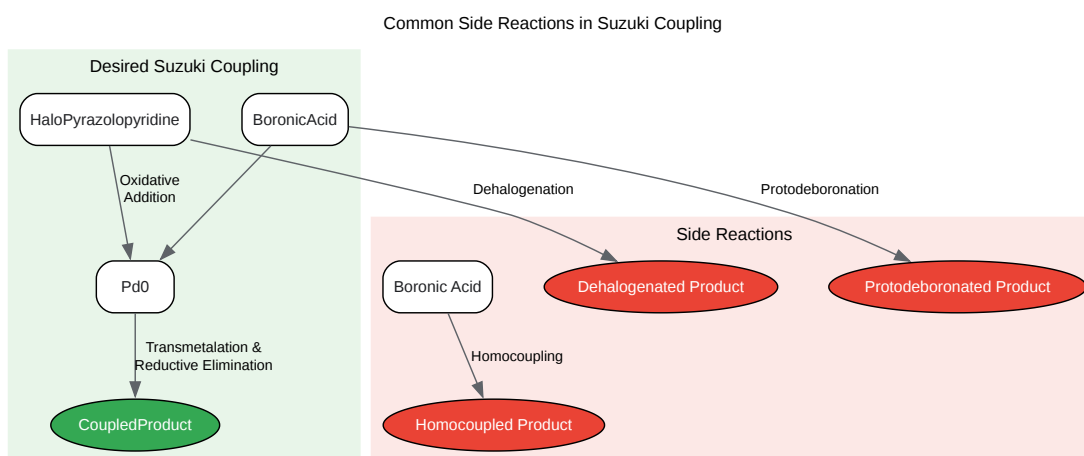 Common Side Reactions in Suzuki Coupling
Desired Suzuki Coupling
HaloPyrazolopyridine
BoronicAcid
Oxidative
Addition
Dehalogenation
Protodeboronation
Side Reactions
Pd0
Boronic Acid
Dehalogenated Product
Protodeboronated Product
Transmetalation &
Reductive Elimination
Homocoupling
CoupledProduct
Homocoupled Product